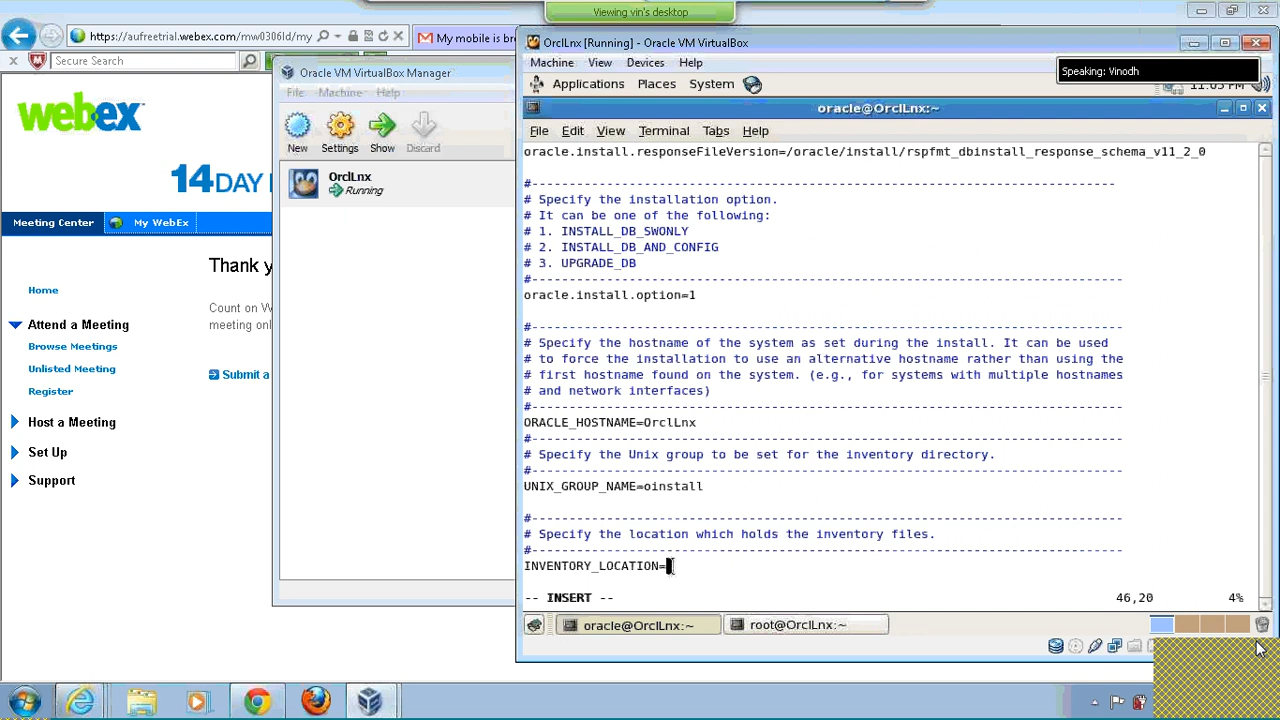 Viewing vin's desktop
https://aufreetrial.webex.com/mw0306ld/my
My mobile is br
Secure Search
webex
14 DAY
Meeting Center
My WebEx
Thank y
Home
Count on W
meeting onl
Attend a Meeting
Browse Meetings
Unlisted Meeting
Submit a
Register
Host a Meeting
Set Up
Support
Oracle VM VirtualBox Manager
File Machine Help
New Settings Show Discard
OrclLnx
Running
OrclLnx [Running] - Oracle VM VirtualBox
Machine View Devices Help
Speaking: Vinodh
Applications Places System
11:05 PM
oracle@OrclLnx:~
File Edit View Terminal Tabs Help
oracle.install.responseFileVersion=/oracle/install/rspfmt_dbinstall_response_schema_v11_2_0
#-------------------------------------------------------------------------------
# Specify the installation option.
# It can be one of the following:
# 1. INSTALL_DB_SWONLY
# 2. INSTALL_DB_AND_CONFIG
# 3. UPGRADE_DB
#-------------------------------------------------------------------------------
oracle.install.option=1
#-------------------------------------------------------------------------------
# Specify the hostname of the system as set during the install. It can be used
# to force the installation to use an alternative hostname rather than using the
# first hostname found on the system. (e.g., for systems with multiple hostnames
# and network interfaces)
#-------------------------------------------------------------------------------
ORACLE_HOSTNAME=OrclLnx
#-------------------------------------------------------------------------------
# Specify the Unix group to be set for the inventory directory.
#-------------------------------------------------------------------------------
UNIX_GROUP_NAME=oinstall
#-------------------------------------------------------------------------------
# Specify the location which holds the inventory files.
#-------------------------------------------------------------------------------
INVENTORY_LOCATION=
-- INSERT --
46,20
4%
oracle@OrclLnx:~
root@OrclLnx:~